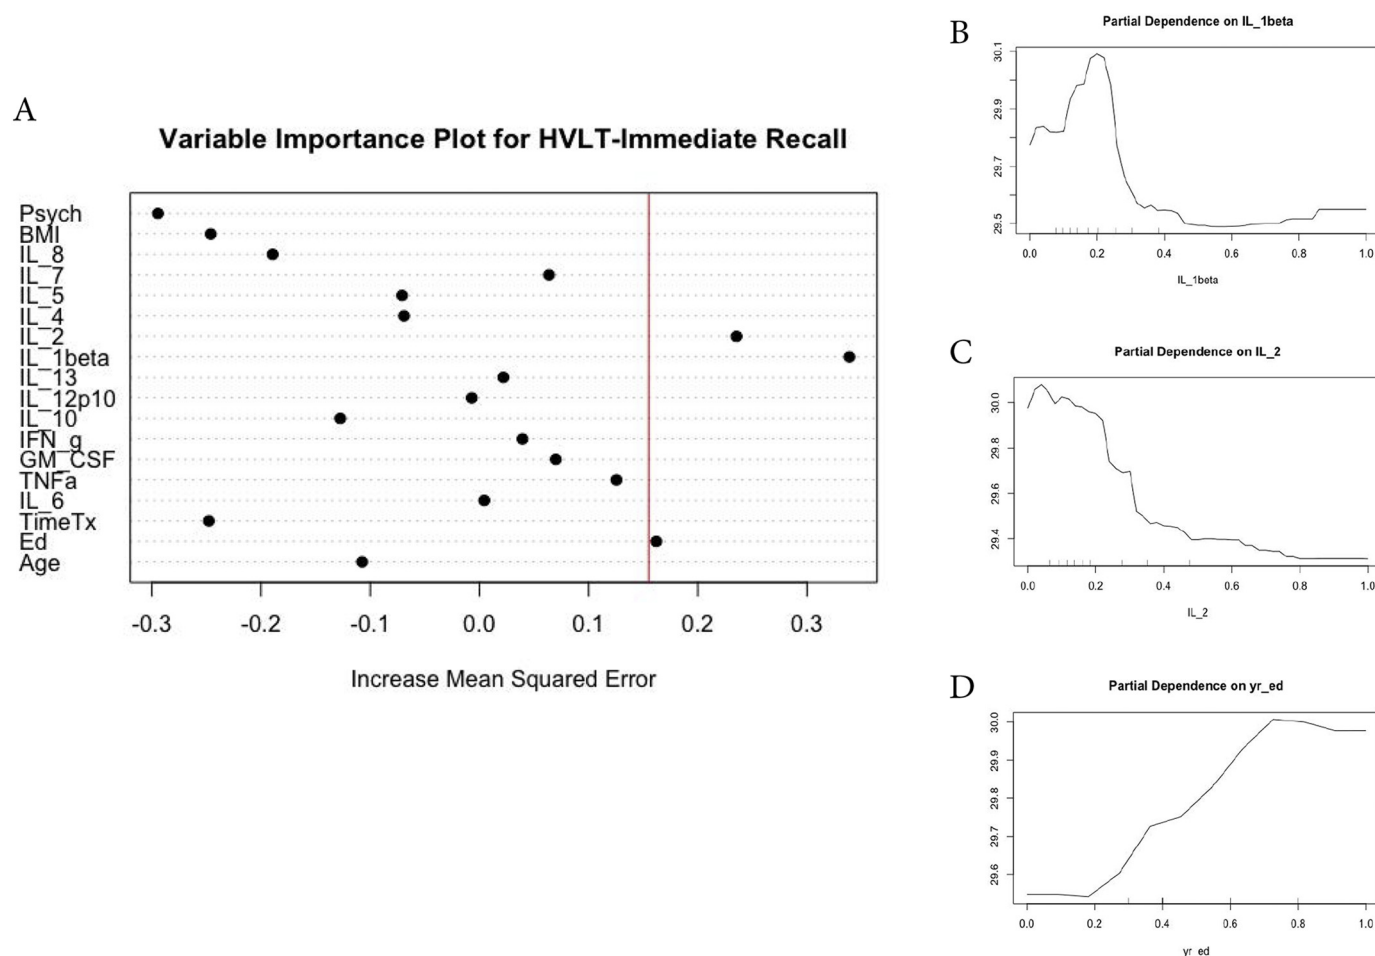 A
Variable Importance Plot for HVLT-Immediate Recall
Psych
BMI
IL_8
IL_7
IL_5
IL_4
IL_2
IL_1beta
IL_13
IL_12p10
IL_10
IFN_g
GM_CSF
TNFa
IL_6
TimeTx
Ed
Age
-0.3 -0.2 -0.1 0.0 0.1 0.2 0.3
Increase Mean Squared Error
B
Partial Dependence on IL_1beta
30.1
29.9
29.7
29.5
0.0 0.2 0.4 0.6 0.8 1.0
IL_1beta
C
Partial Dependence on IL_2
30.0
29.8
29.6
29.4
0.0 0.2 0.4 0.6 0.8 1.0
IL_2
D
Partial Dependence on yr_ed
30.0
29.9
29.8
29.7
29.6
0.0 0.2 0.4 0.6 0.8 1.0
yr_ed